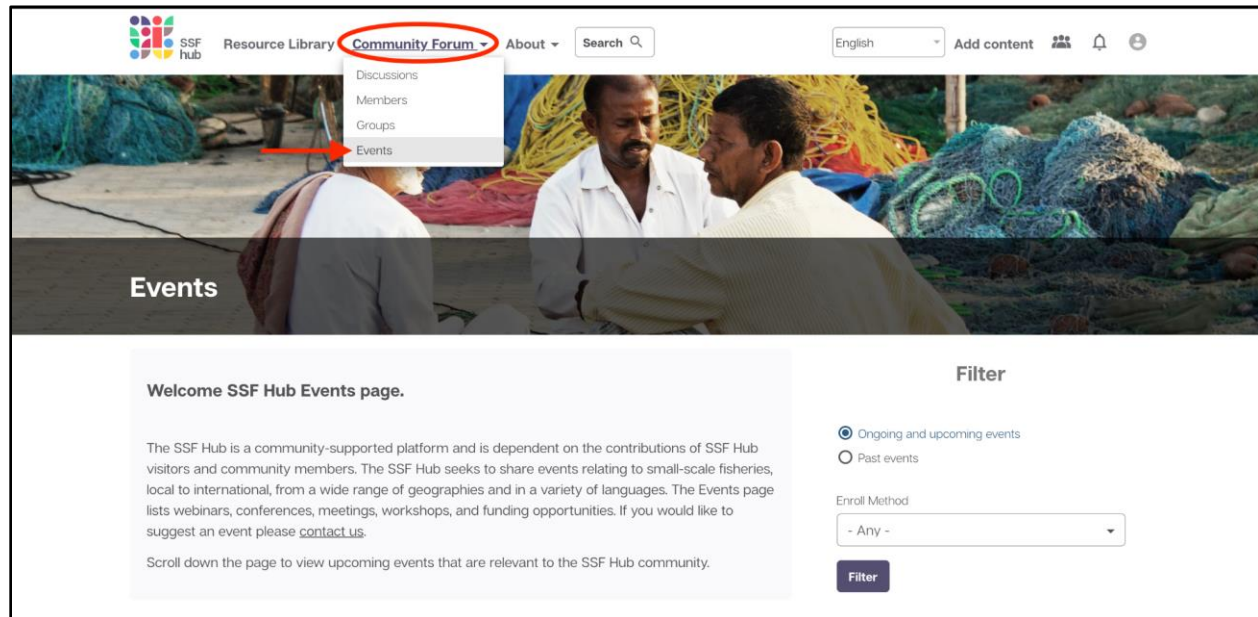 SSF
hub
Resource Library
Community Forum
About
Search
English
Add content
Discussions
Members
Groups
Events
Events
Welcome SSF Hub Events page.
The SSF Hub is a community-supported platform and is dependent on the contributions of SSF Hub
visitors and community members. The SSF Hub seeks to share events relating to small-scale fisheries,
local to international, from a wide range of geographies and in a variety of languages. The Events page
lists webinars, conferences, meetings, workshops, and funding opportunities. If you would like to
suggest an event please contact us.
Scroll down the page to view upcoming events that are relevant to the SSF Hub community.
Filter
Ongoing and upcoming events
Past events
Enroll Method
- Any -
Filter